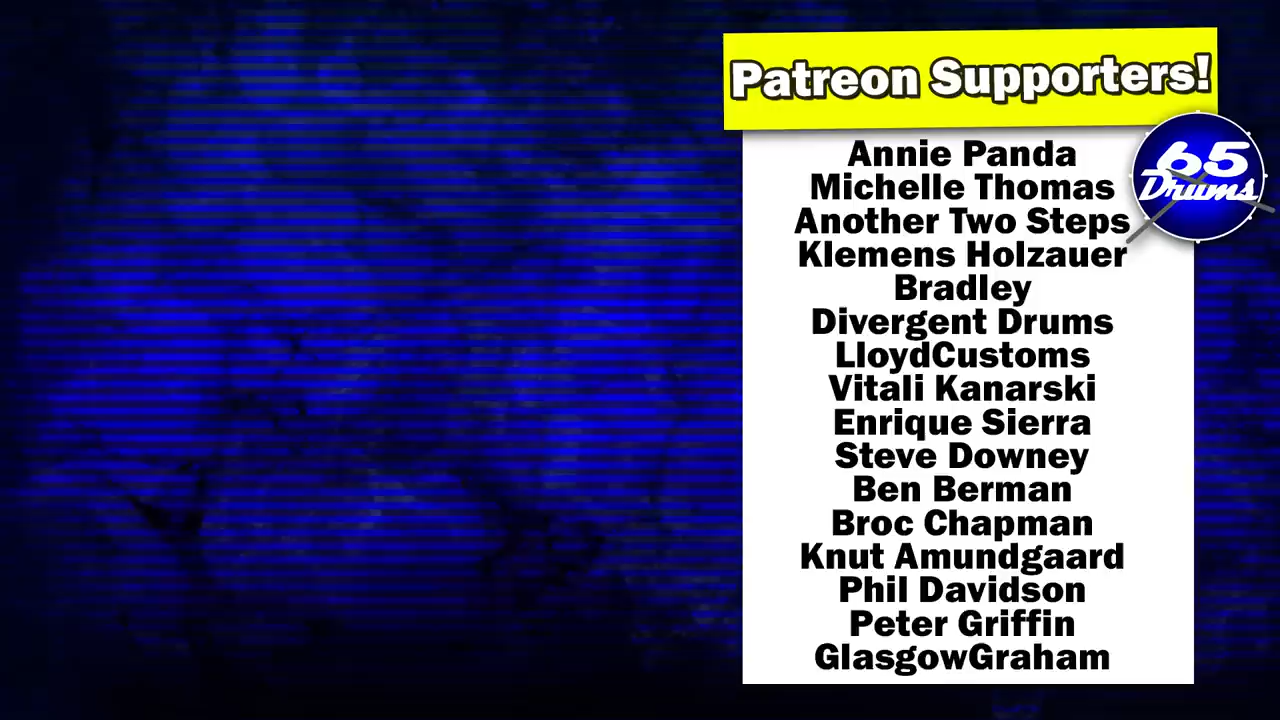 Patreon Supporters!
65
Drums
Annie Panda
Michelle Thomas
Another Two Steps
Klemens Holzauer
Bradley
Divergent Drums
LloydCustoms
Vitali Kanarski
Enrique Sierra
Steve Downey
Ben Berman
Broc Chapman
Knut Amundgaard
Phil Davidson
Peter Griffin
GlasgowGraham